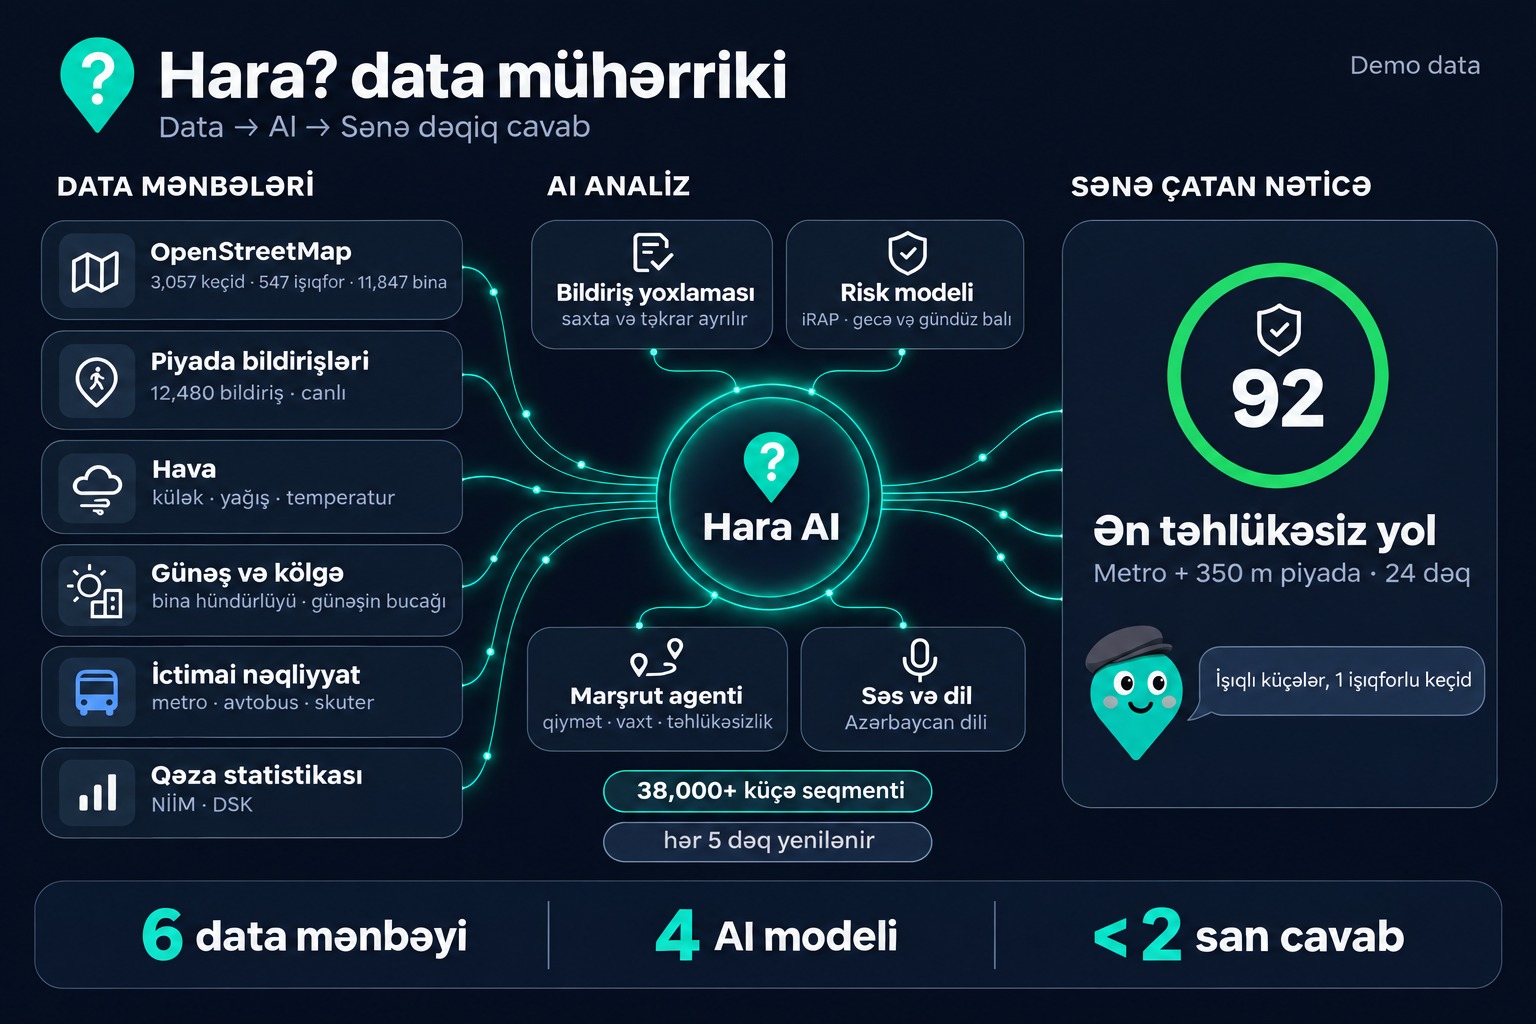 ?
Hara? data mühərriki
Data → AI → Sənə dəqiq cavab
Demo data
DATA MƏNBƏLƏRİ
OpenStreetMap
3,057 keçid · 547 işıqfor · 11,847 bina
Piyada bildirişləri
12,480 bildiriş · canlı
Hava
külək · yağış · temperatur
Günəş və kölgə
bina hündürlüyü · günəşin bucağı
İctimai nəqliyyat
metro · avtobus · skuter
Qəza statistikası
NİİM · DSK
AI ANALİZ
Bildiriş yoxlaması
saxta və təkrar ayrılır
Risk modeli
iRAP · gecə və gündüz balı
?
Hara AI
Marşrut agenti
qiymət · vaxt · təhlükəsizlik
Səs və dil
Azərbaycan dili
38,000+ küçə seqmenti
hər 5 dəq yenilənir
SƏNƏ ÇATAN NƏTİCƏ
92
Ən təhlükəsiz yol
Metro + 350 m piyada · 24 dəq
İşıqlı küçələr, 1 işıqforlu keçid
6 data mənbəyi
4 AI modeli
< 2 san cavab